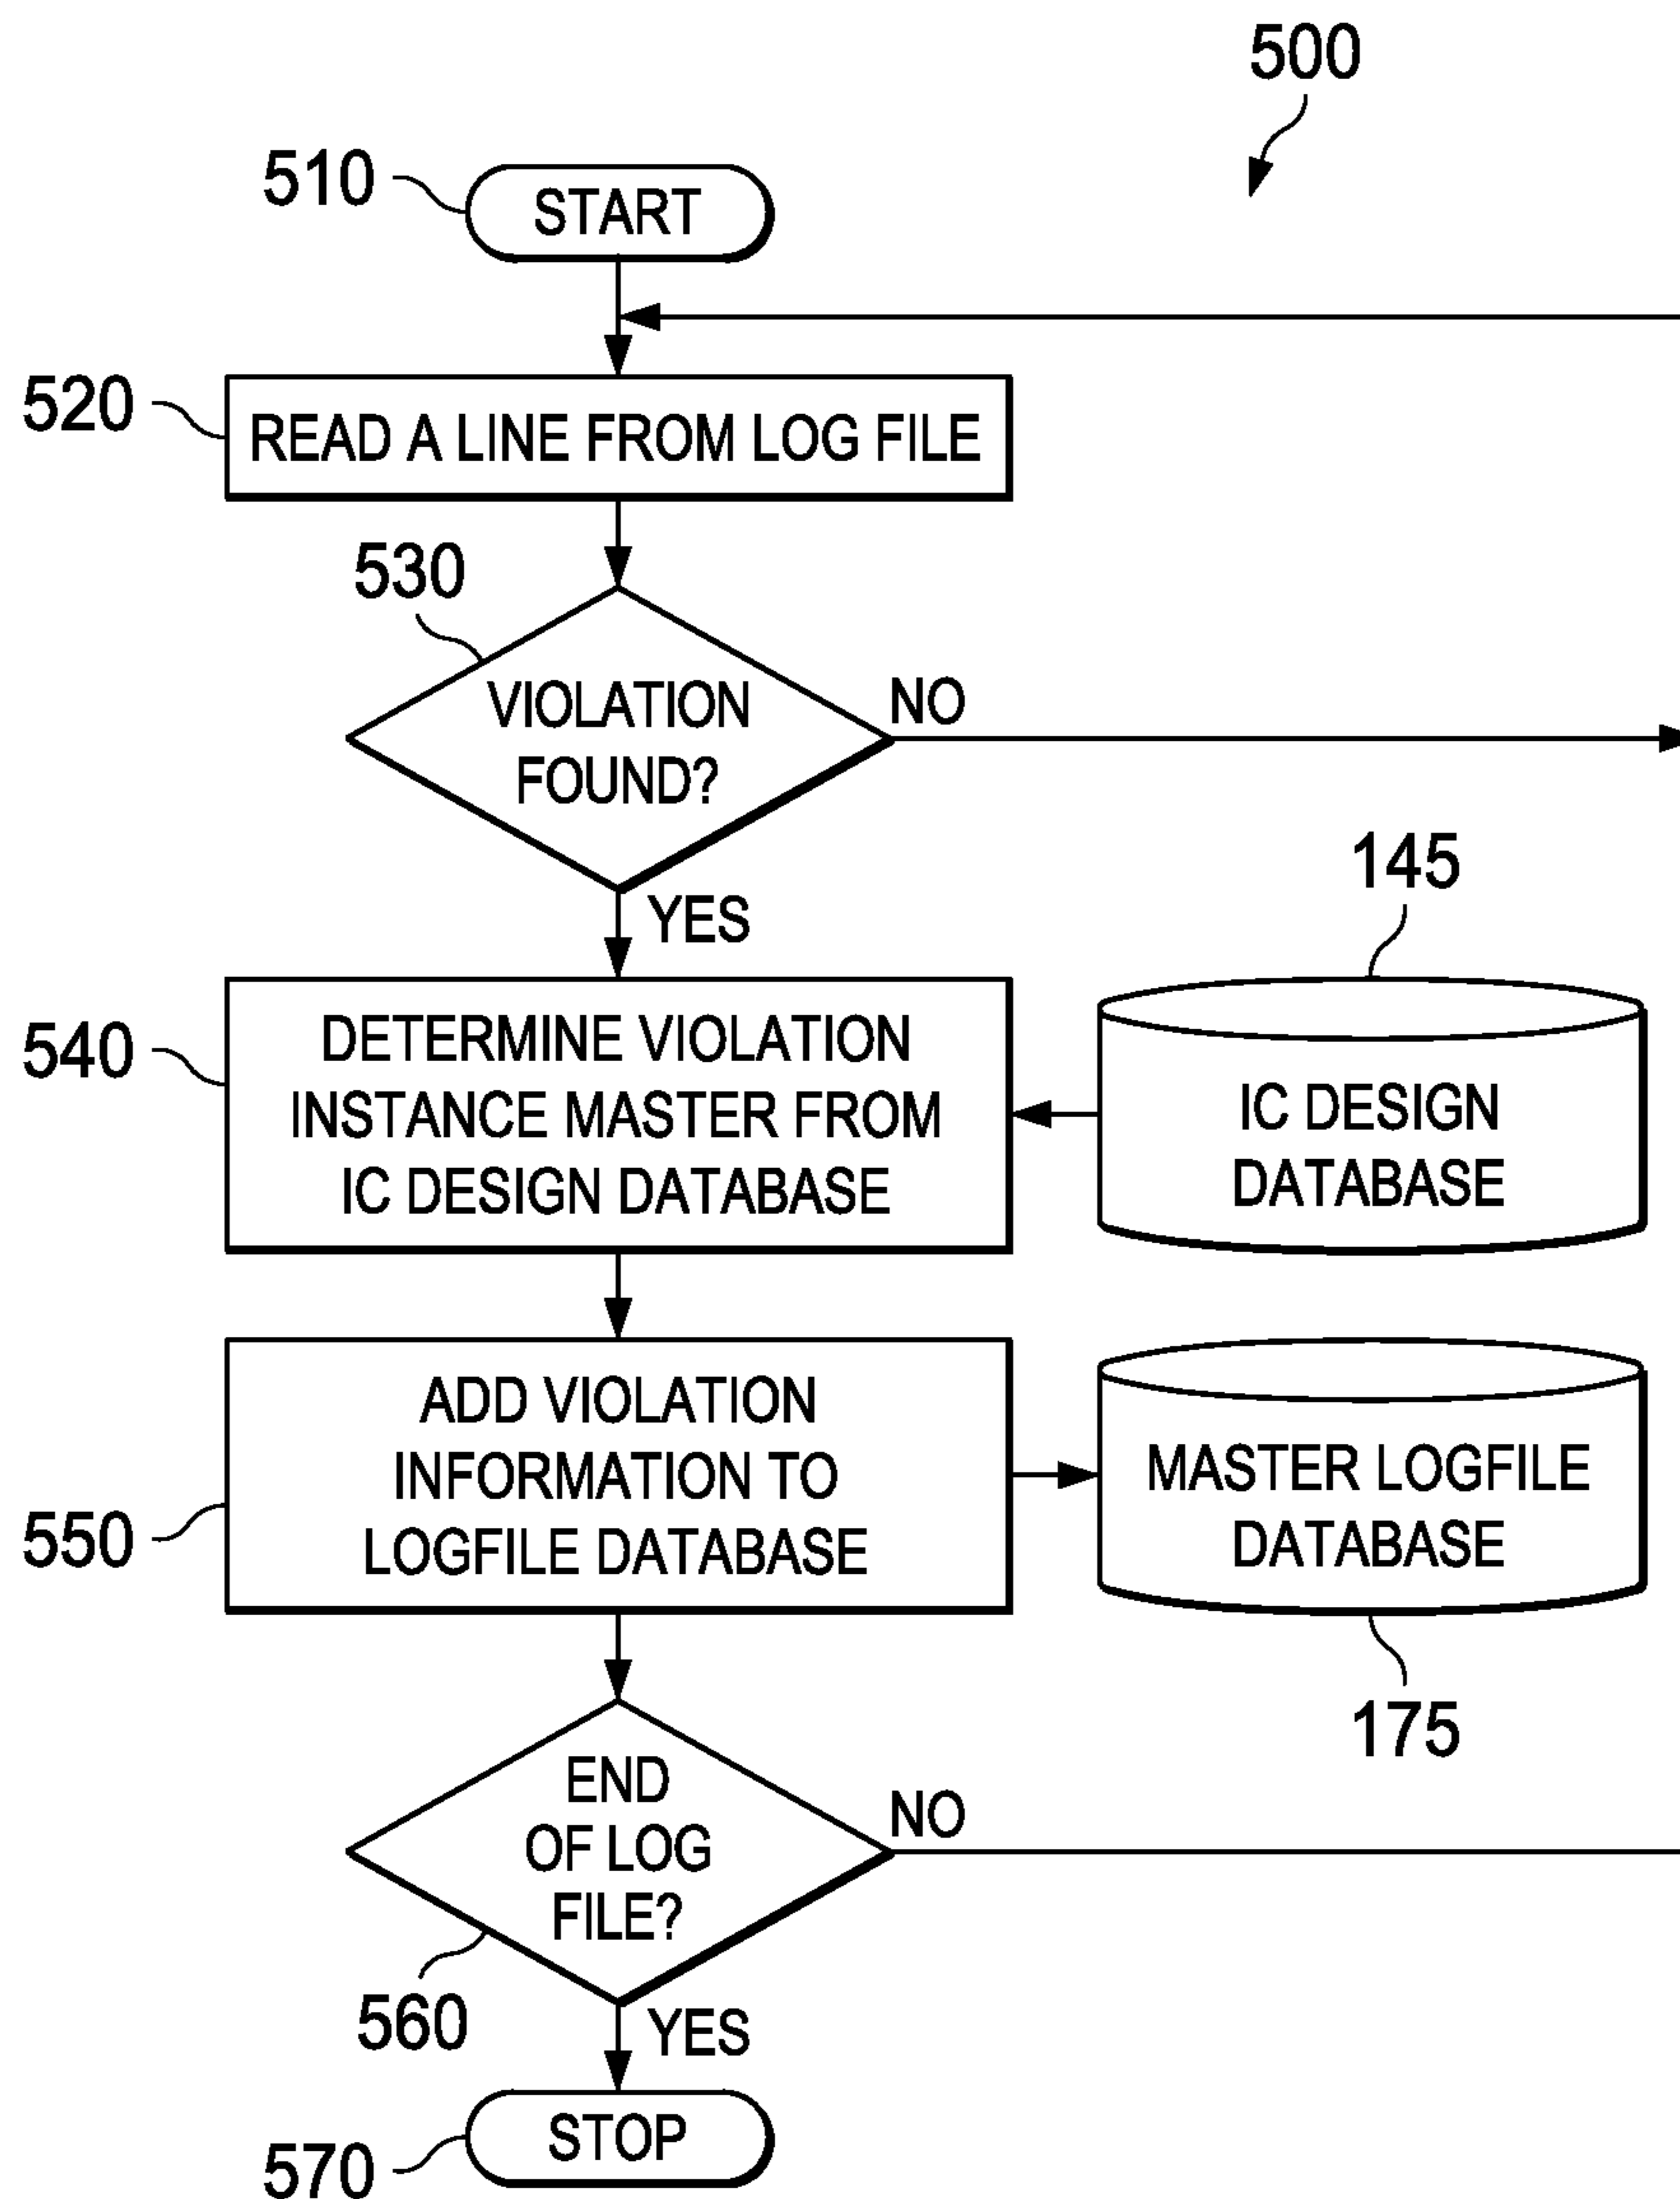 500
510
START
520
READ A LINE FROM LOG FILE
530
VIOLATION
FOUND?
NO
YES
145
540
DETERMINE VIOLATION
INSTANCE MASTER FROM
IC DESIGN DATABASE
IC DESIGN
DATABASE
550
ADD VIOLATION
INFORMATION TO
LOGFILE DATABASE
MASTER LOGFILE
DATABASE
175
END
OF LOG
FILE?
NO
560
YES
STOP
570